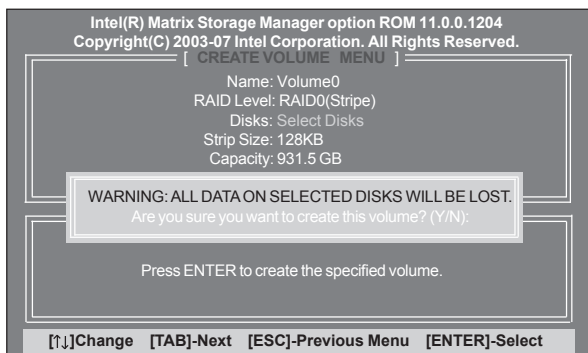 Intel(R) Matrix Storage Manager option ROM 11.0.0.1204
Copyright(C) 2003-07 Intel Corporation. All Rights Reserved.
[ CREATE VOLUME MENU ]
Name: Volume0
RAID Level: RAID0(Stripe)
Disks: Select Disks
Strip Size: 128KB
Capacity: 931.5 GB
WARNING: ALL DATA ON SELECTED DISKS WILL BE LOST.
Are you sure you want to create this volume? (Y/N):
Press ENTER to create the specified volume.
[↑↓]Change [TAB]-Next [ESC]-Previous Menu [ENTER]-Select